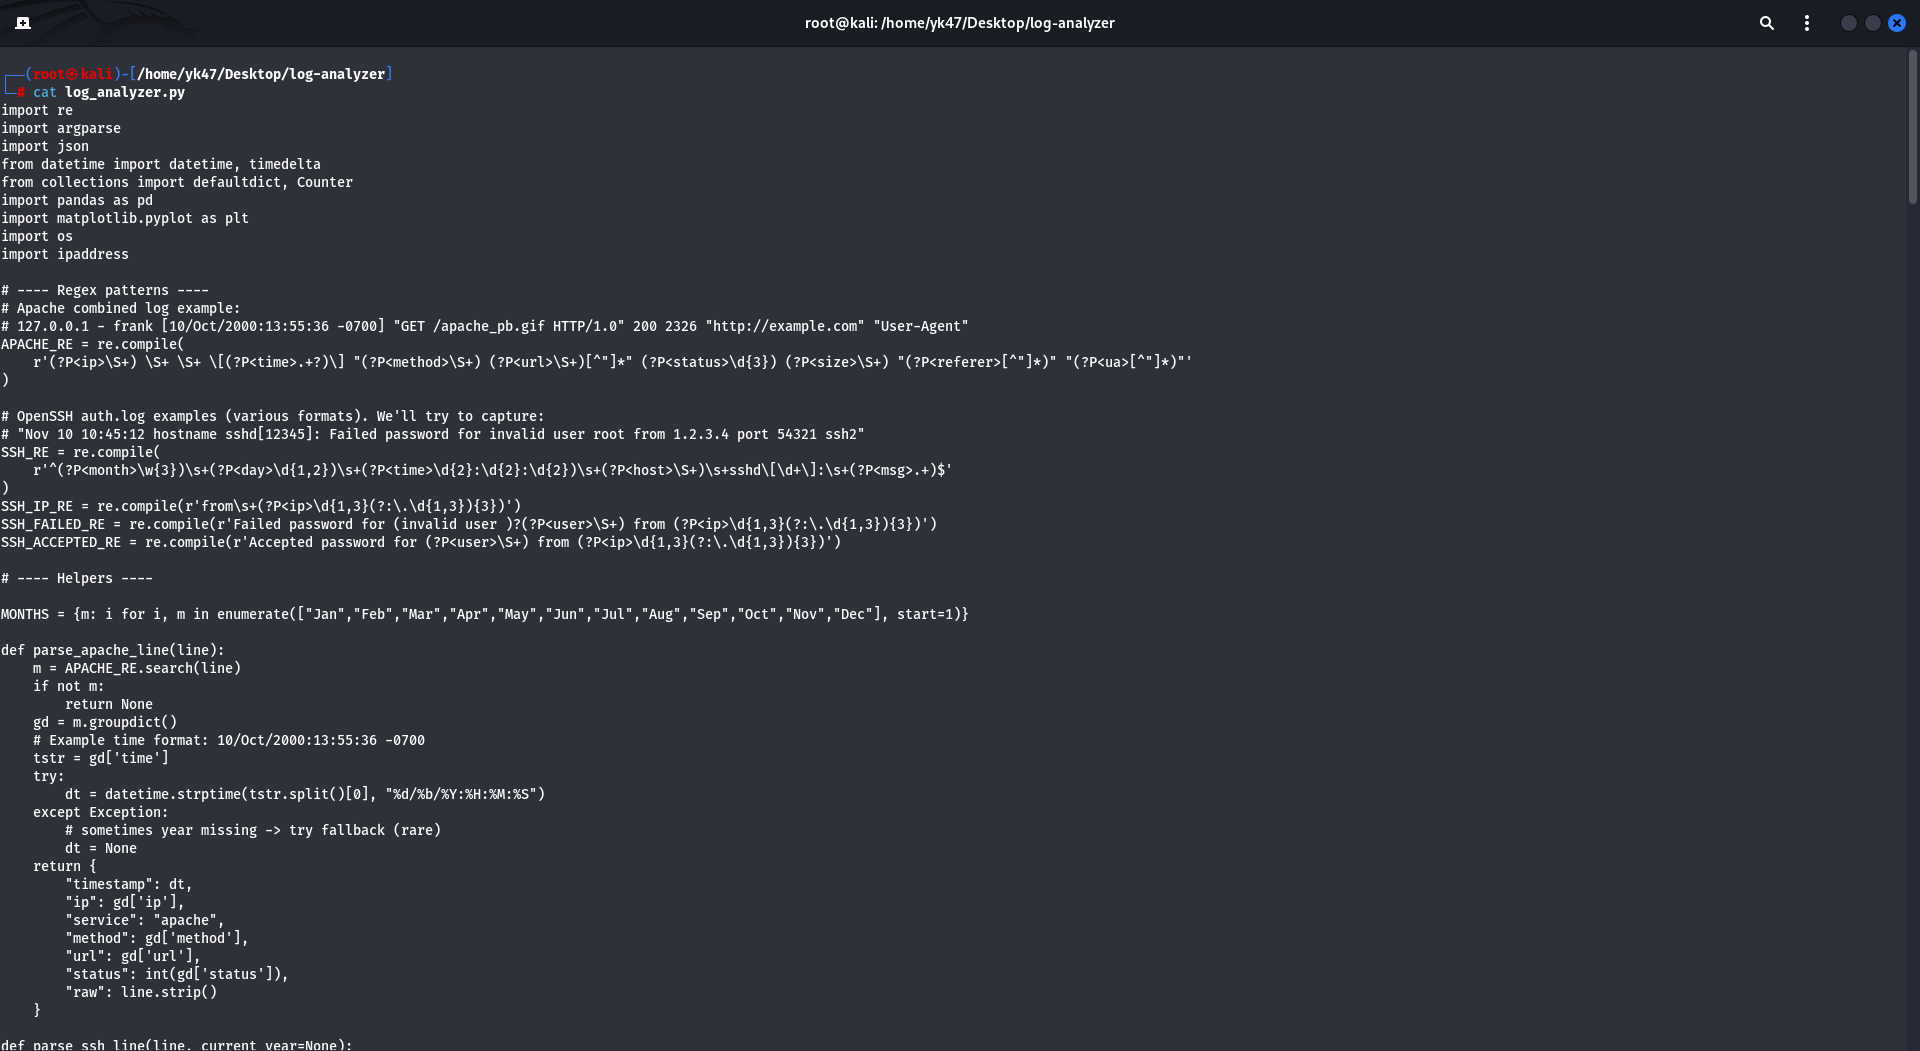 root@kali: /home/yk47/Desktop/log-analyzer
┌──(root㉿kali)-[/home/yk47/Desktop/log-analyzer]
└─# cat log_analyzer.py
import re
import argparse
import json
from datetime import datetime, timedelta
from collections import defaultdict, Counter
import pandas as pd
import matplotlib.pyplot as plt
import os
import ipaddress

# ---- Regex patterns ----
# Apache combined log example:
# 127.0.0.1 - frank [10/Oct/2000:13:55:36 -0700] "GET /apache_pb.gif HTTP/1.0" 200 2326 "http://example.com" "User-Agent"
APACHE_RE = re.compile(
    r'(?P<ip>\S+) \S+ \S+ \[(?P<time>.+?)\] "(?P<method>\S+) (?P<url>\S+)[^"]*" (?P<status>\d{3}) (?P<size>\S+) "(?P<referer>[^"]*)" "(?P<ua>[^"]*)"'
)

# OpenSSH auth.log examples (various formats). We'll try to capture:
# "Nov 10 10:45:12 hostname sshd[12345]: Failed password for invalid user root from 1.2.3.4 port 54321 ssh2"
SSH_RE = re.compile(
    r'^(?P<month>\w{3})\s+(?P<day>\d{1,2})\s+(?P<time>\d{2}:\d{2}:\d{2})\s+(?P<host>\S+)\s+sshd\[\d+\]:\s+(?P<msg>.+)$'
)
SSH_IP_RE = re.compile(r'from\s+(?P<ip>\d{1,3}(?:\.\d{1,3}){3})')
SSH_FAILED_RE = re.compile(r'Failed password for (invalid user )?(?P<user>\S+) from (?P<ip>\d{1,3}(?:\.\d{1,3}){3})')
SSH_ACCEPTED_RE = re.compile(r'Accepted password for (?P<user>\S+) from (?P<ip>\d{1,3}(?:\.\d{1,3}){3})')

# ---- Helpers ----

MONTHS = {m: i for i, m in enumerate(["Jan","Feb","Mar","Apr","May","Jun","Jul","Aug","Sep","Oct","Nov","Dec"], start=1)}

def parse_apache_line(line):
    m = APACHE_RE.search(line)
    if not m:
        return None
    gd = m.groupdict()
    # Example time format: 10/Oct/2000:13:55:36 -0700
    tstr = gd['time']
    try:
        dt = datetime.strptime(tstr.split()[0], "%d/%b/%Y:%H:%M:%S")
    except Exception:
        # sometimes year missing -> try fallback (rare)
        dt = None
    return {
        "timestamp": dt,
        "ip": gd['ip'],
        "service": "apache",
        "method": gd['method'],
        "url": gd['url'],
        "status": int(gd['status']),
        "raw": line.strip()
    }

def parse_ssh_line(line, current_year=None):